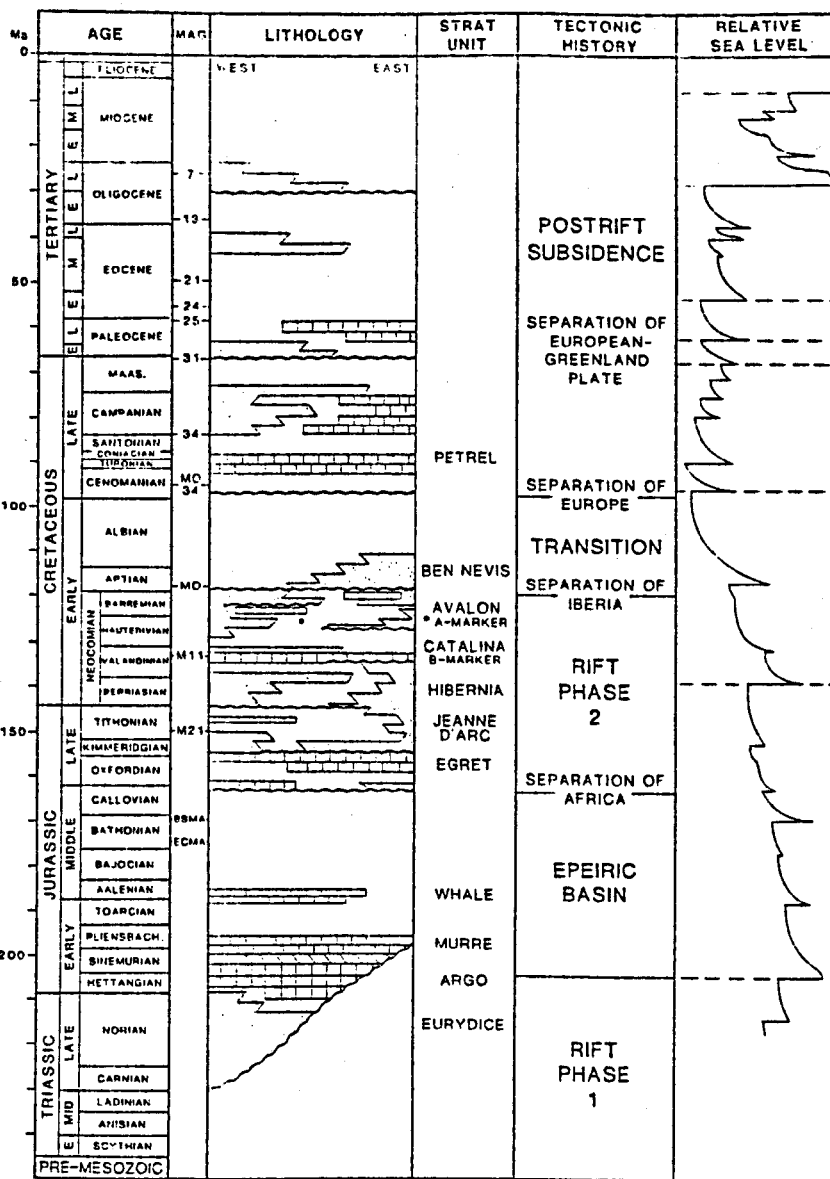 Ma
AGE
MAG
LITHOLOGY
STRAT
UNIT
TECTONIC
HISTORY
RELATIVE
SEA LEVEL
0
50
100
150
200
WEST EAST
TERTIARY
CRETACEOUS
JURASSIC
TRIASSIC
PRE-MESOZOIC
L
M
E
L
E
L
M
E
L
E
LATE
EARLY
NEOCOMIAN
LATE
MIDDLE
EARLY
LATE
MID
E
PLIOCENE
MIOCENE
OLIGOCENE
EOCENE
PALEOCENE
MAAS.
CAMPANIAN
SANTONIAN
CONIACIAN
TURONIAN
CENOMANIAN
ALBIAN
APTIAN
BARREMIAN
HAUTERIVIAN
VALANGINIAN
BERRIASIAN
TITHONIAN
KIMMERIDGIAN
OXFORDIAN
CALLOVIAN
BATHONIAN
BAJOCIAN
AALENIAN
TOARCIAN
PLIENSBACH.
SINEMURIAN
HETTANGIAN
NORIAN
CARNIAN
LADINIAN
ANISIAN
SCYTHIAN
7
13
21
24
25
31
34
MO
34
MO
M11
M21
BSMA
ECMA
PETREL
BEN NEVIS
AVALON
* A-MARKER
CATALINA
B-MARKER
HIBERNIA
JEANNE
D'ARC
EGRET
WHALE
MURRE
ARGO
EURYDICE
POSTRIFT
SUBSIDENCE
SEPARATION OF
EUROPEAN-
GREENLAND
PLATE
SEPARATION OF
EUROPE
TRANSITION
SEPARATION OF
IBERIA
RIFT
PHASE
2
SEPARATION OF
AFRICA
EPEIRIC
BASIN
RIFT
PHASE
1